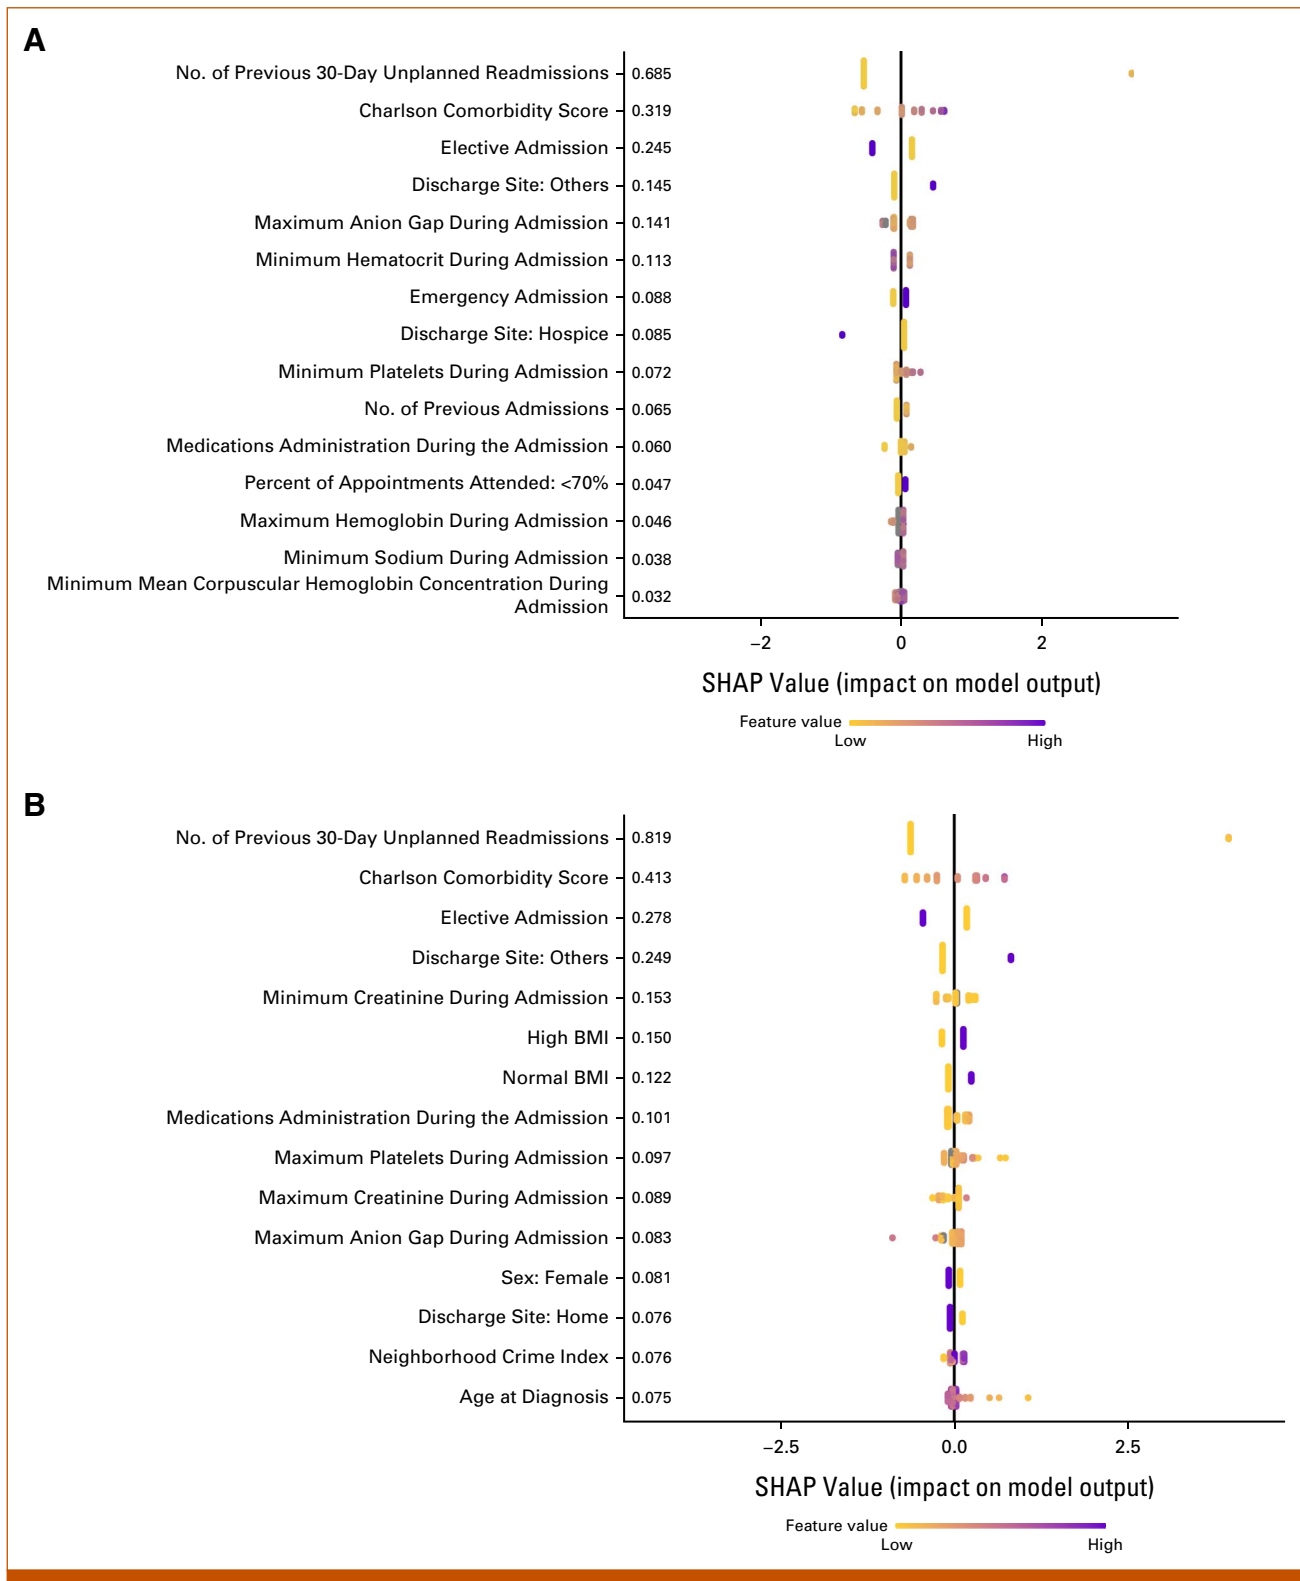 A
No. of Previous 30-Day Unplanned Readmissions 0.685
Charlson Comorbidity Score 0.319
Elective Admission 0.245
Discharge Site: Others 0.145
Maximum Anion Gap During Admission 0.141
Minimum Hematocrit During Admission 0.113
Emergency Admission 0.088
Discharge Site: Hospice 0.085
Minimum Platelets During Admission 0.072
No. of Previous Admissions 0.065
Medications Administration During the Admission 0.060
Percent of Appointments Attended: <70% 0.047
Maximum Hemoglobin During Admission 0.046
Minimum Sodium During Admission 0.038
Minimum Mean Corpuscular Hemoglobin Concentration During
Admission 0.032
−2 0 2
SHAP Value (impact on model output)
Feature value
Low High
B
No. of Previous 30-Day Unplanned Readmissions 0.819
Charlson Comorbidity Score 0.413
Elective Admission 0.278
Discharge Site: Others 0.249
Minimum Creatinine During Admission 0.153
High BMI 0.150
Normal BMI 0.122
Medications Administration During the Admission 0.101
Maximum Platelets During Admission 0.097
Maximum Creatinine During Admission 0.089
Maximum Anion Gap During Admission 0.083
Sex: Female 0.081
Discharge Site: Home 0.076
Neighborhood Crime Index 0.076
Age at Diagnosis 0.075
−2.5 0.0 2.5
SHAP Value (impact on model output)
Feature value
Low High